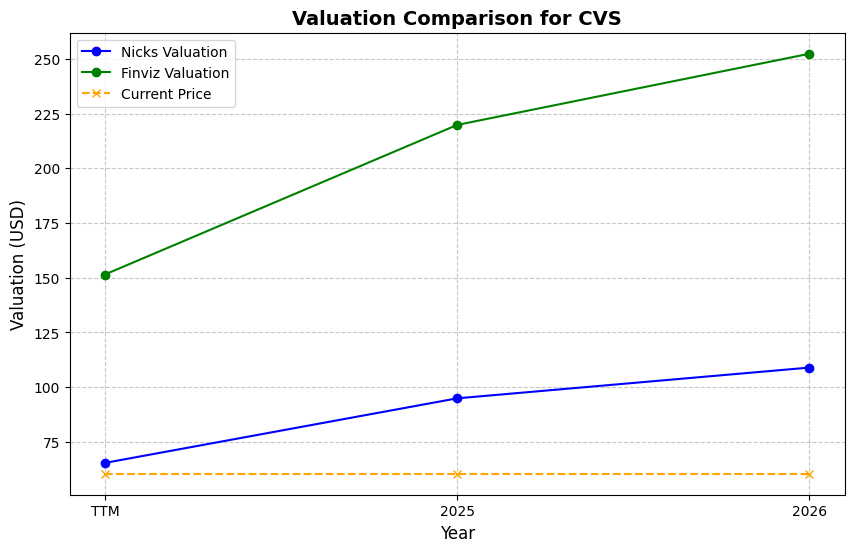 Valuation Comparison for CVS
Nicks Valuation
Finviz Valuation
Current Price
Valuation (USD)
250
225
200
175
150
125
100
75
TTM
2025
2026
Year